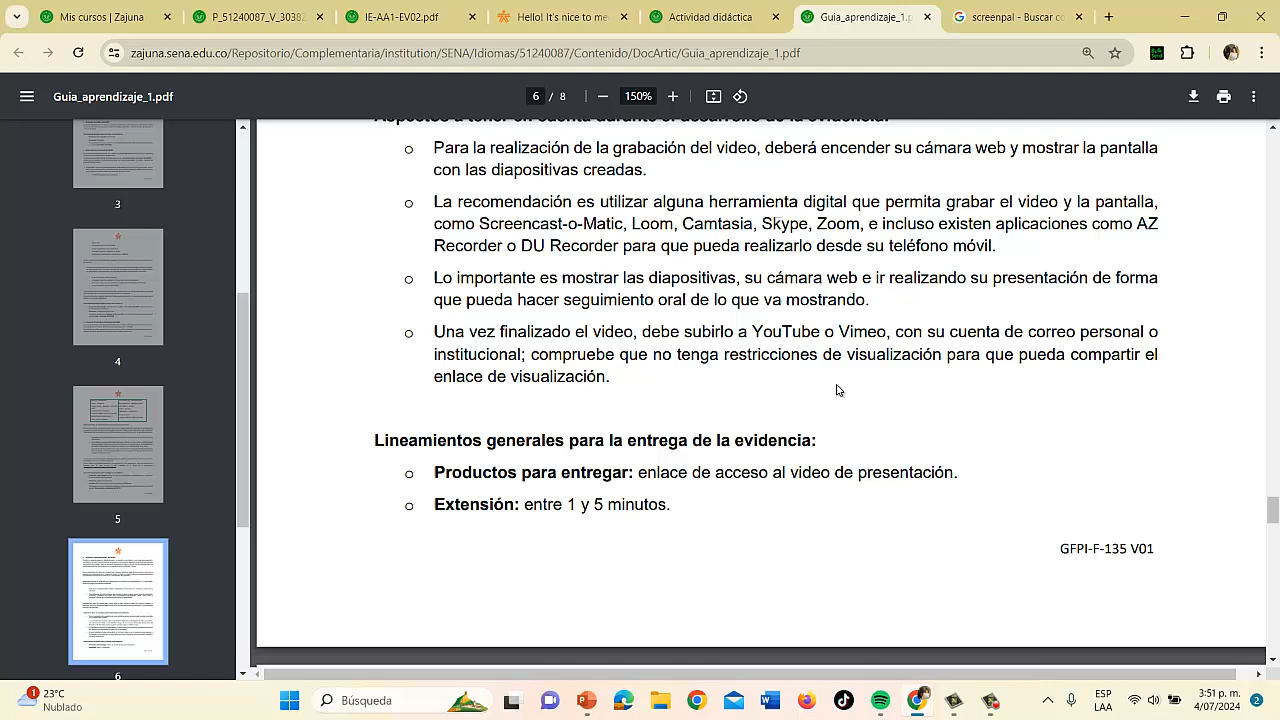 Mis cursos | Zajuna
P_51240087_V_30382
IE-AA1-EV02.pdf
Hello! It's nice to me
Actividad didáctic
Guia_aprendizaje_1.p
screenpal - Buscar co
zajuna.sena.edu.co/Repositorio/Complementaria/institution/SENA/Idiomas/51240087/Contenido/DocArtic/Guia_aprendizaje_1.pdf
Guia_aprendizaje_1.pdf
6 / 8
150%
Para la realización de la grabación del video, deberá encender su cámara web y mostrar la pantalla
con las diapositivas creadas.
La recomendación es utilizar alguna herramienta digital que permita grabar el video y la pantalla,
como Screencast-o-Matic, Loom, Camtasia, Skype, Zoom, e incluso existen aplicaciones como AZ
Recorder o DU Recorder para que pueda realizarlo desde su teléfono móvil.
Lo importante es mostrar las diapositivas, su cámara web e ir realizando su presentación de forma
que pueda hacer seguimiento oral de lo que va mostrando.
Una vez finalizado el video, debe subirlo a YouTube o Vimeo, con su cuenta de correo personal o
institucional; compruebe que no tenga restricciones de visualización para que pueda compartir el
enlace de visualización.
Lineamientos generales para la entrega de la evidencia:
Productos para entregar: enlace de acceso al video de presentación.
Extensión: entre 1 y 5 minutos.
GFPI-F-135 V01
3
4
5
6
1
23°C
Nublado
Búsqueda
ESP
LAA
3:51 p. m.
4/07/2024
2